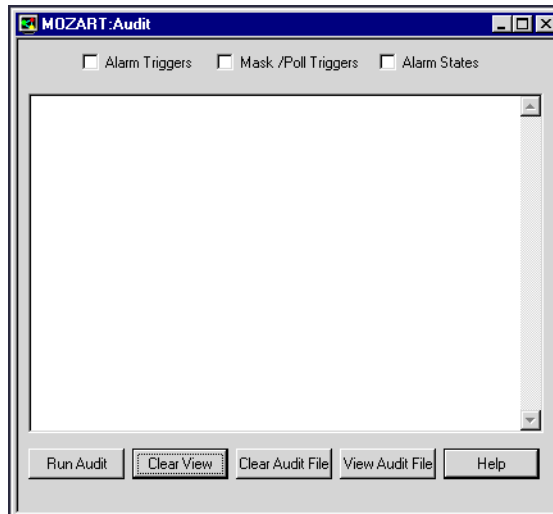 MOZART:Audit
Alarm Triggers Mask /Poll Triggers Alarm States
Run Audit Clear View Clear Audit File View Audit File Help